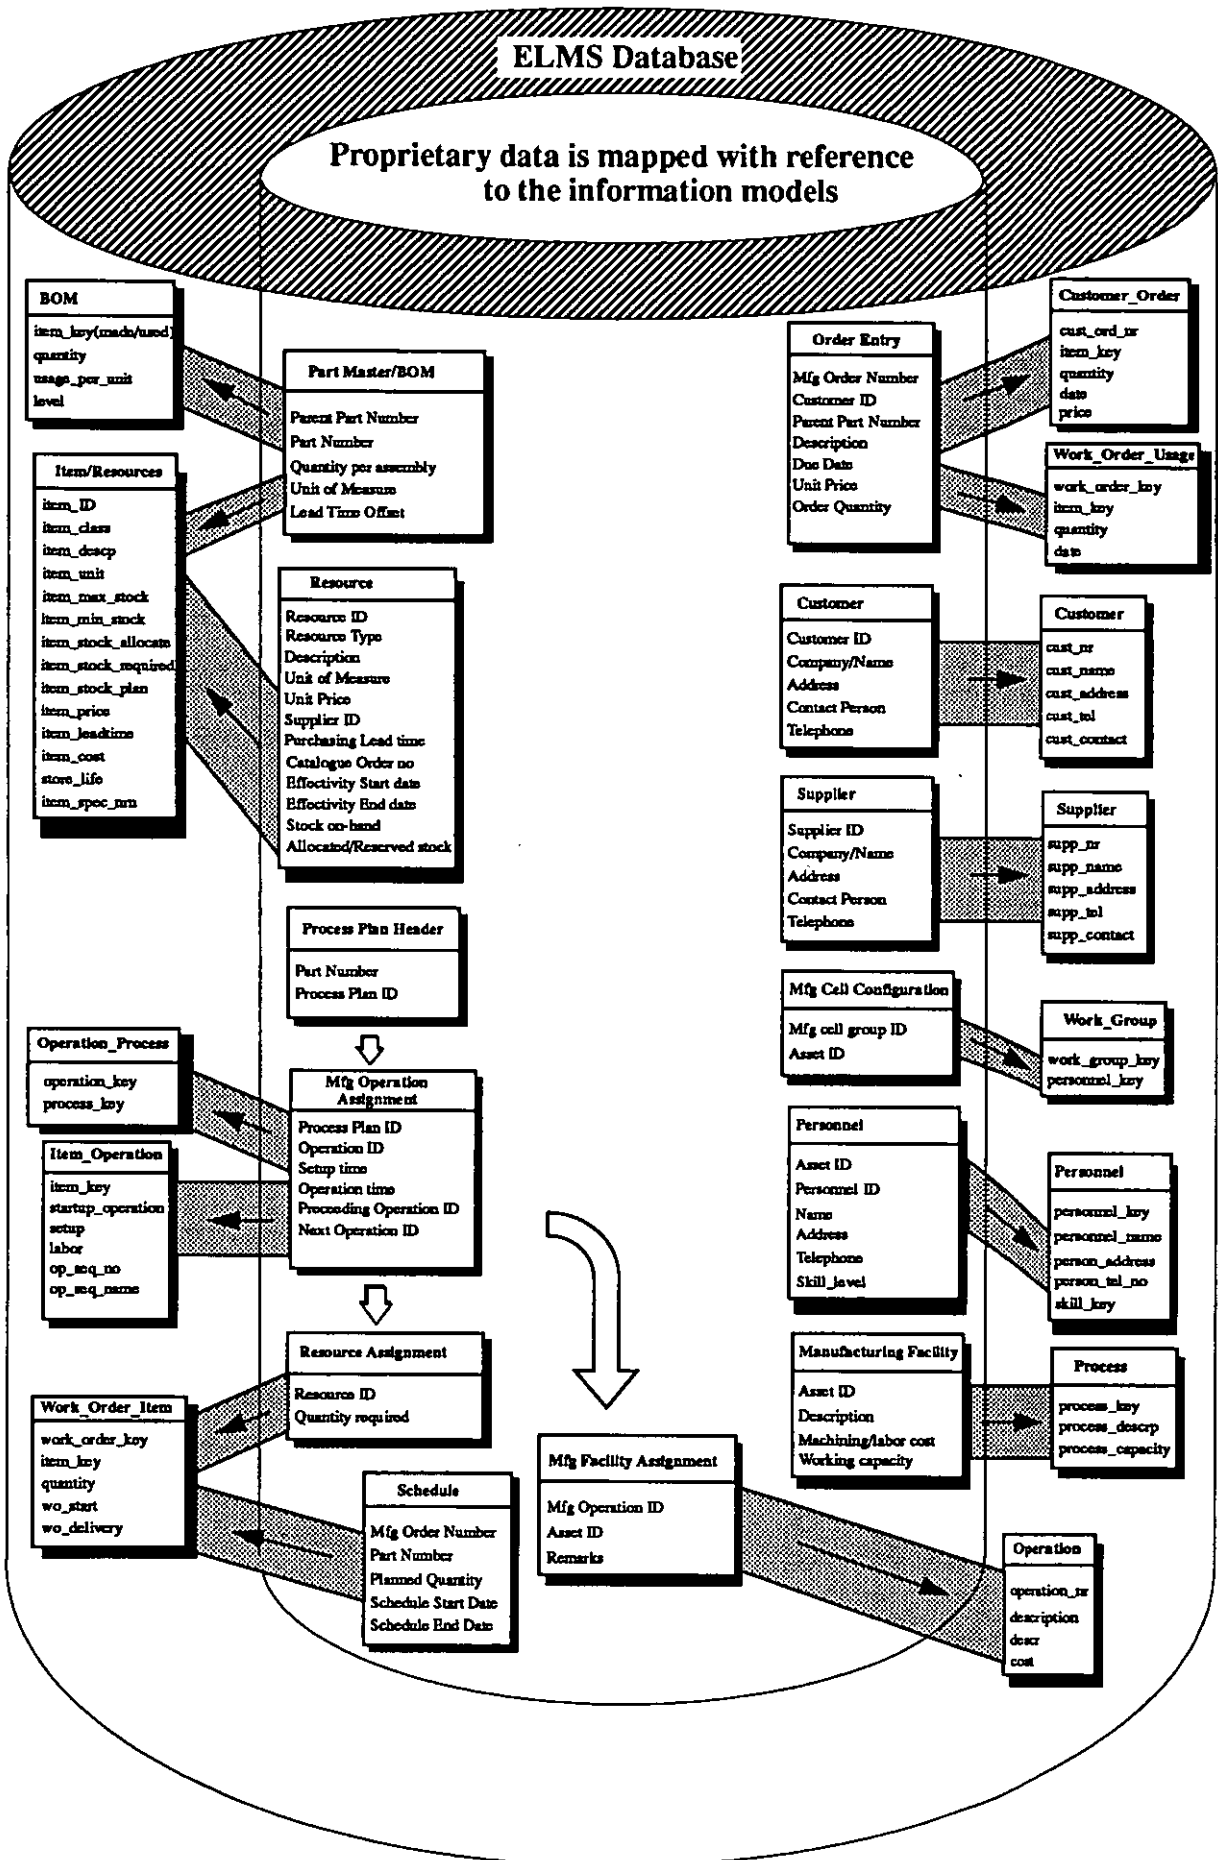 ELMS Database
Proprietary data is mapped with reference
to the information models
BOM
item_key(made/used)
quantity
usage_per_unit
level
Part Master/BOM
Parent Part Number
Part Number
Quantity per assembly
Unit of Measure
Lead Time Offset
Item/Resources
item_ID
item_class
item_descp
item_unit
item_max_stock
item_min_stock
item_stock_allocate
item_stock_required
item_stock_plan
item_price
item_leadtime
item_cost
store_life
item_spec_nrn
Resource
Resource ID
Resource Type
Description
Unit of Measure
Unit Price
Supplier ID
Purchasing Lead time
Catalogue Order no
Effectivity Start date
Effectivity End date
Stock on-hand
Allocated/Reserved stock
Process Plan Header
Part Number
Process Plan ID
Operation_Process
operation_key
process_key
Mfg Operation
Assignment
Process Plan ID
Operation ID
Setup time
Operation time
Preceeding Operation ID
Next Operation ID
Item_Operation
item_key
startup_operation
setup
labor
op_seq_no
op_seq_name
Resource Assignment
Resource ID
Quantity required
Work_Order_Item
work_order_key
item_key
quantity
wo_start
wo_delivery
Schedule
Mfg Order Number
Part Number
Planned Quantity
Schedule Start Date
Schedule End Date
Mfg Facility Assignment
Mfg Operation ID
Asset ID
Remarks
Order Entry
Mfg Order Number
Customer ID
Parent Part Number
Description
Due Date
Unit Price
Order Quantity
Customer_Order
cust_ord_nr
item_key
quantity
date
price
Work_Order_Usage
work_order_key
item_key
quantity
date
Customer
Customer ID
Company/Name
Address
Contact Person
Telephone
Customer
cust_nr
cust_name
cust_address
cust_tel
cust_contact
Supplier
Supplier ID
Company/Name
Address
Contact Person
Telephone
Supplier
supp_nr
supp_name
supp_address
supp_tel
supp_contact
Mfg Cell Configuration
Mfg cell group ID
Asset ID
Work_Group
work_group_key
personnel_key
Personnel
Asset ID
Personnel ID
Name
Address
Telephone
Skill_level
Personnel
personnel_key
personnel_name
person_address
person_tel_no
skill_key
Manufacturing Facility
Asset ID
Description
Machining/labor cost
Working capacity
Process
process_key
process_descrp
process_capacity
Operation
operation_nr
description
descr
cost